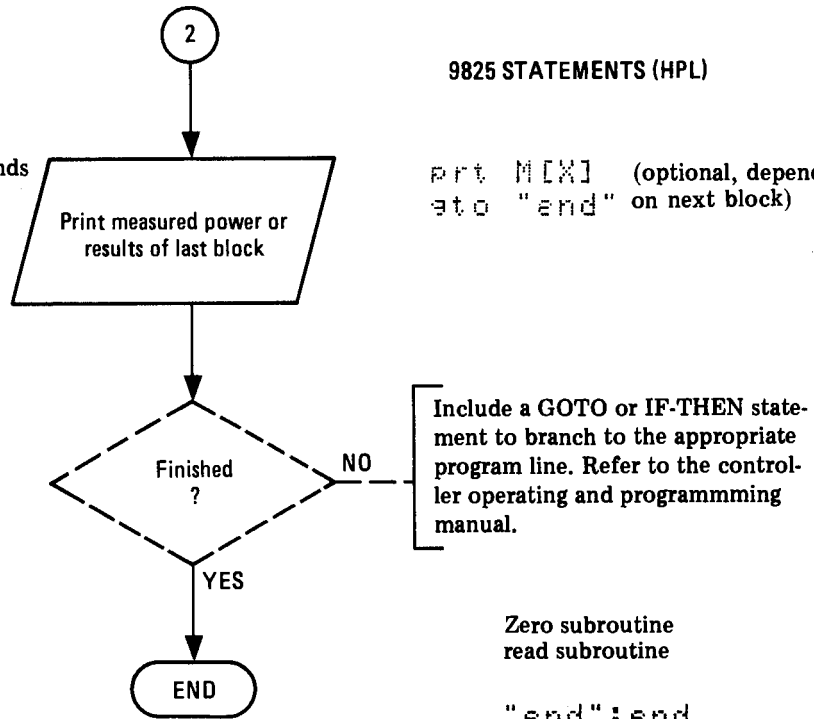 2
9825 STATEMENTS (HPL)
nds
prt M[X] (optional, depen
gto "end" on next block)
Print measured power or
results of last block
Include a GOTO or IF-THEN state-
ment to branch to the appropriate
program line. Refer to the control-
ler operating and programmming
manual.
Finished
?
NO
YES
Zero subroutine
read subroutine
END
"end":end